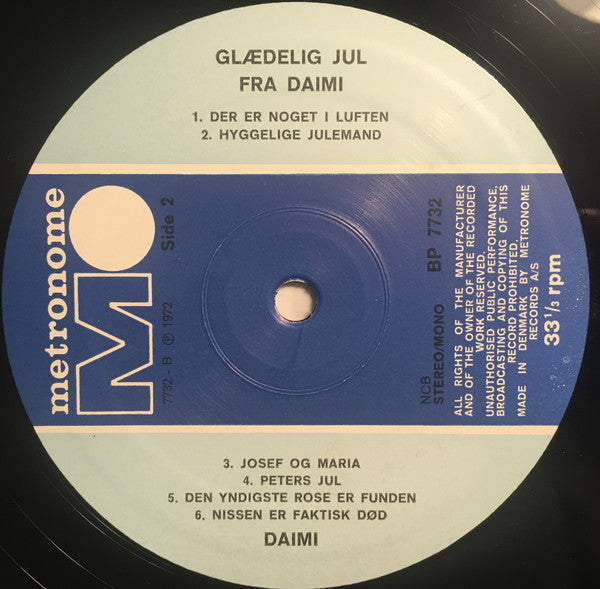 GLÆDELIG JUL
FRA DAIMI
1. DER ER NOGET I LUFTEN
2. HYGGELIGE JULEMAND
metronome
M
Side 2
7732 - B ℗ 1972
NCB
STEREO/MONO BP 7732
ALL RIGHTS OF THE MANUFACTURER
AND OF THE OWNER OF THE RECORDED
WORK RESERVED.
UNAUTHORISED PUBLIC PERFORMANCE,
BROADCASTING AND COPYING OF THIS
RECORD PROHIBITED.
MADE IN DENMARK BY METRONOME
RECORDS A/S
33 1/3 rpm
3. JOSEF OG MARIA
4. PETERS JUL
5. DEN YNDIGSTE ROSE ER FUNDEN
6. NISSEN ER FAKTISK DØD
DAIMI